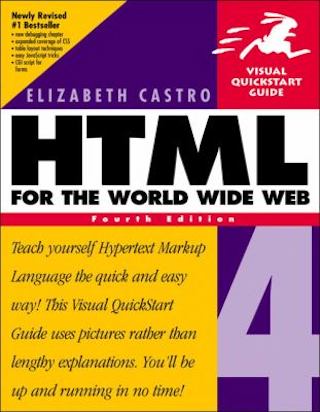 Newly Revised
#1 Bestseller
• new debugging chapter
• expanded coverage of CSS
• table layout techniques
• easy JavaScript tricks
• CGI script for
forms
VISUAL
QUICKSTART
GUIDE
ELIZABETH CASTRO
HTML
FOR THE WORLD WIDE WEB
Fourth Edition
4
Teach yourself Hypertext Markup
Language the quick and easy
way! This Visual QuickStart
Guide uses pictures rather than
lengthy explanations. You'll be
up and running in no time!